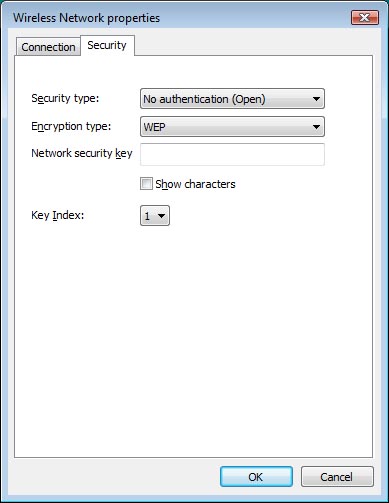 Wireless Network properties
Connection Security
Security type: No authentication (Open)
Encryption type: WEP
Network security key
Show characters
Key Index: 1
OK Cancel